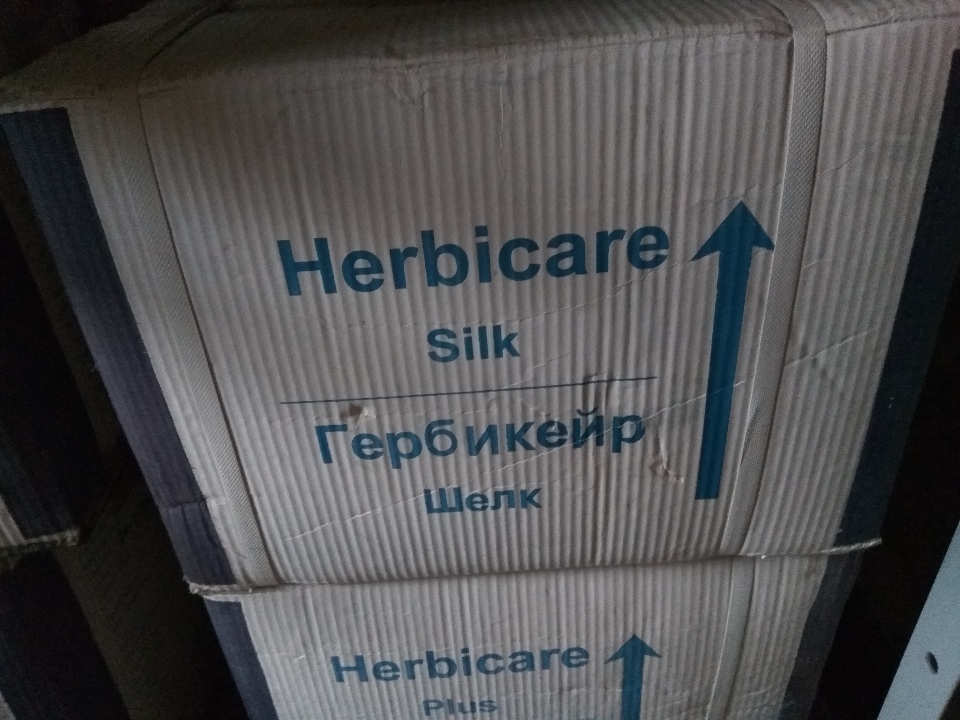 Herbicare
Silk
Гербикейр
Шелк
Herbicare
Plus